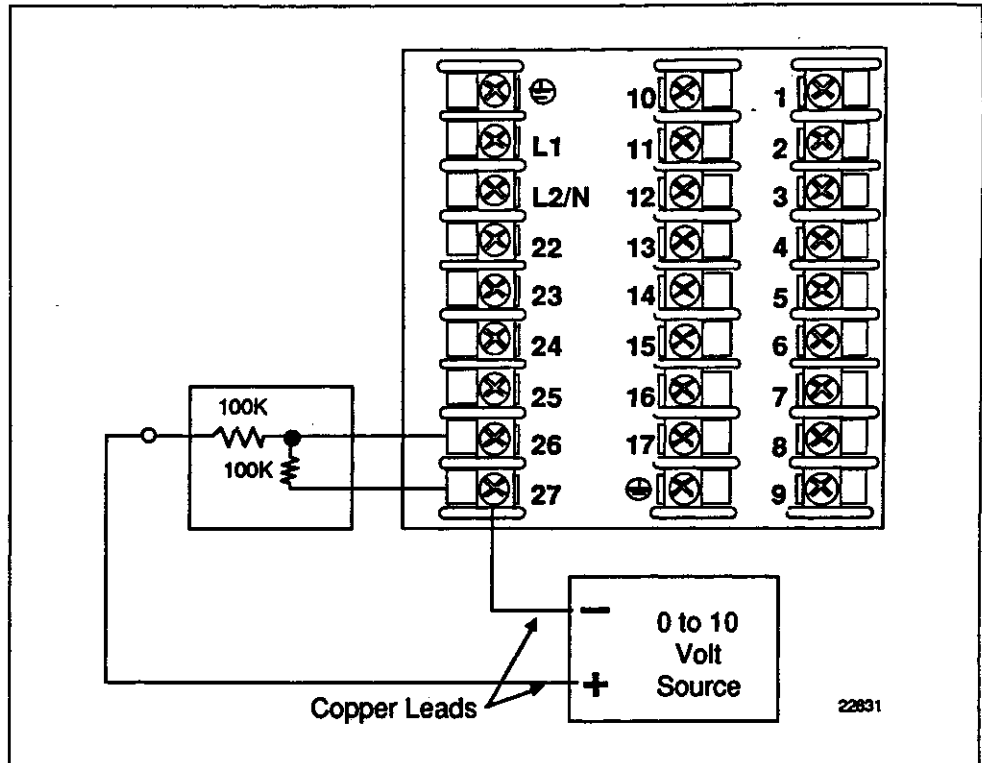 10 1
L1 11 2
L2/N 12 3
22 13 4
23 14 5
24 15 6
25 16 7
100K
26 17 8
100K
27 9
− 0 to 10
Volt
+ Source
Copper Leads
22631